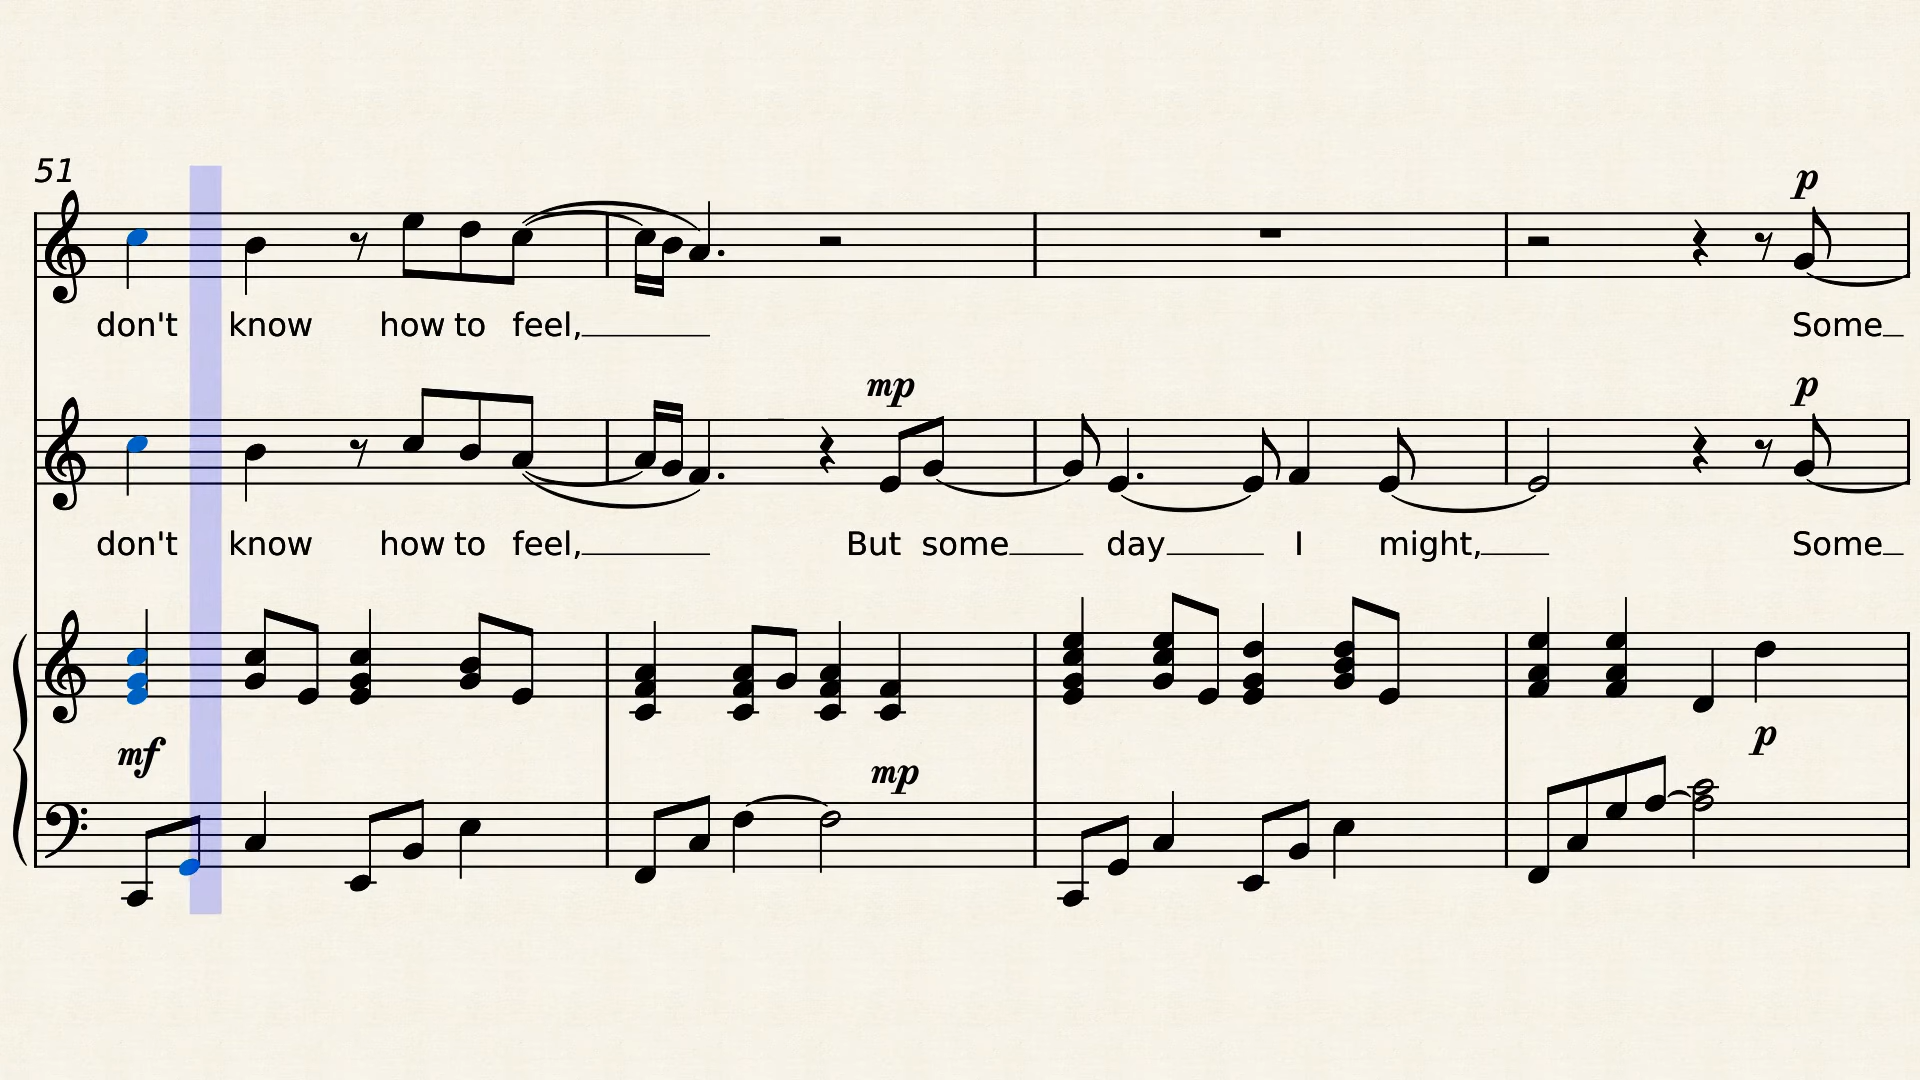 51
p
don't know how to feel, Some
mp p
don't know how to feel, But some day I might, Some
mf p
mp